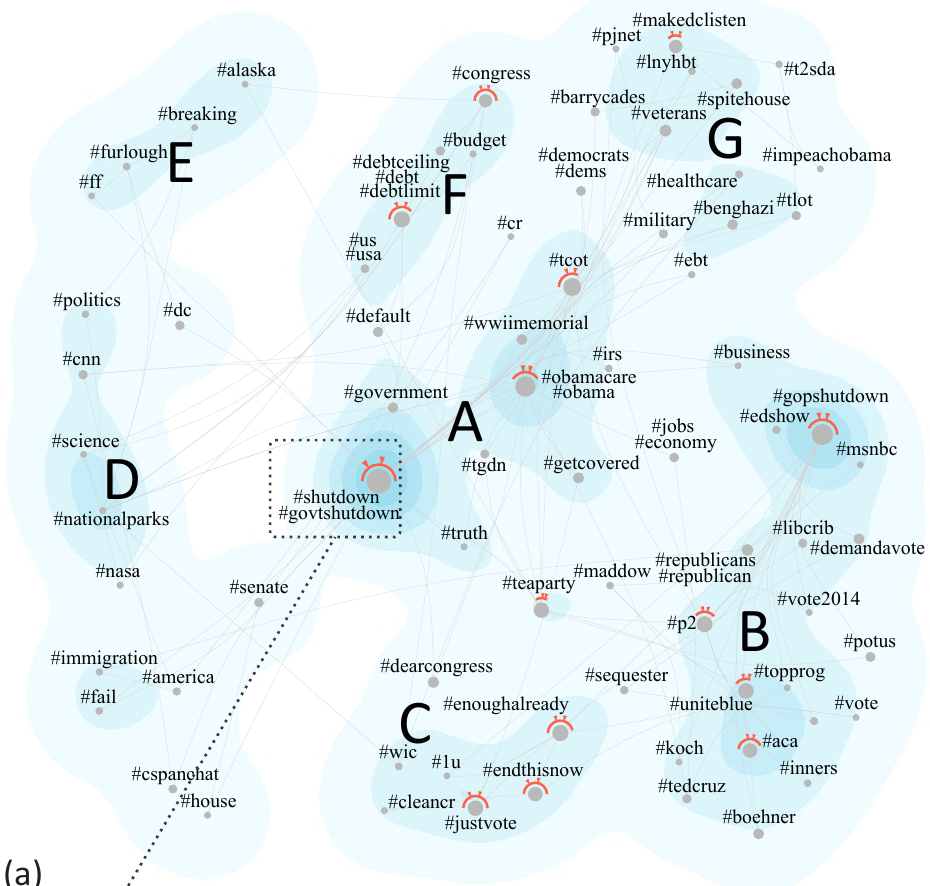 #makedclisten
#pjnet
#lnyhbt
#t2sda
#alaska
#congress
#barrycades
#spitehouse
#breaking
#veterans
G
#furlough
E
#budget
#debtceiling
#debt
#debtlimit
F
#democrats
#dems
#impeachobama
#ff
#healthcare
#benghazi
#tlot
#military
#cr
#us
#usa
#tcot
#ebt
#politics
#dc
#default
#wwiimemorial
#cnn
#irs
#business
#obamacare
#obama
#government
A
#gopshutdown
#edshow
#jobs
#economy
#science
#msnbc
D
#tgdn
#getcovered
#shutdown
#govtshutdown
#nationalparks
#truth
#libcrib
#demandavote
#republicans
#republican
#nasa
#senate
#teaparty
#maddow
#vote2014
#p2
B
#potus
#immigration
#america
#fail
#dearcongress
#sequester
#topprog
#enoughalready
#uniteblue
#vote
C
#wic
#1u
#endthisnow
#koch
#aca
#cspanchat
#house
#inners
#tedcruz
#cleancr
#justvote
#boehner
(a)